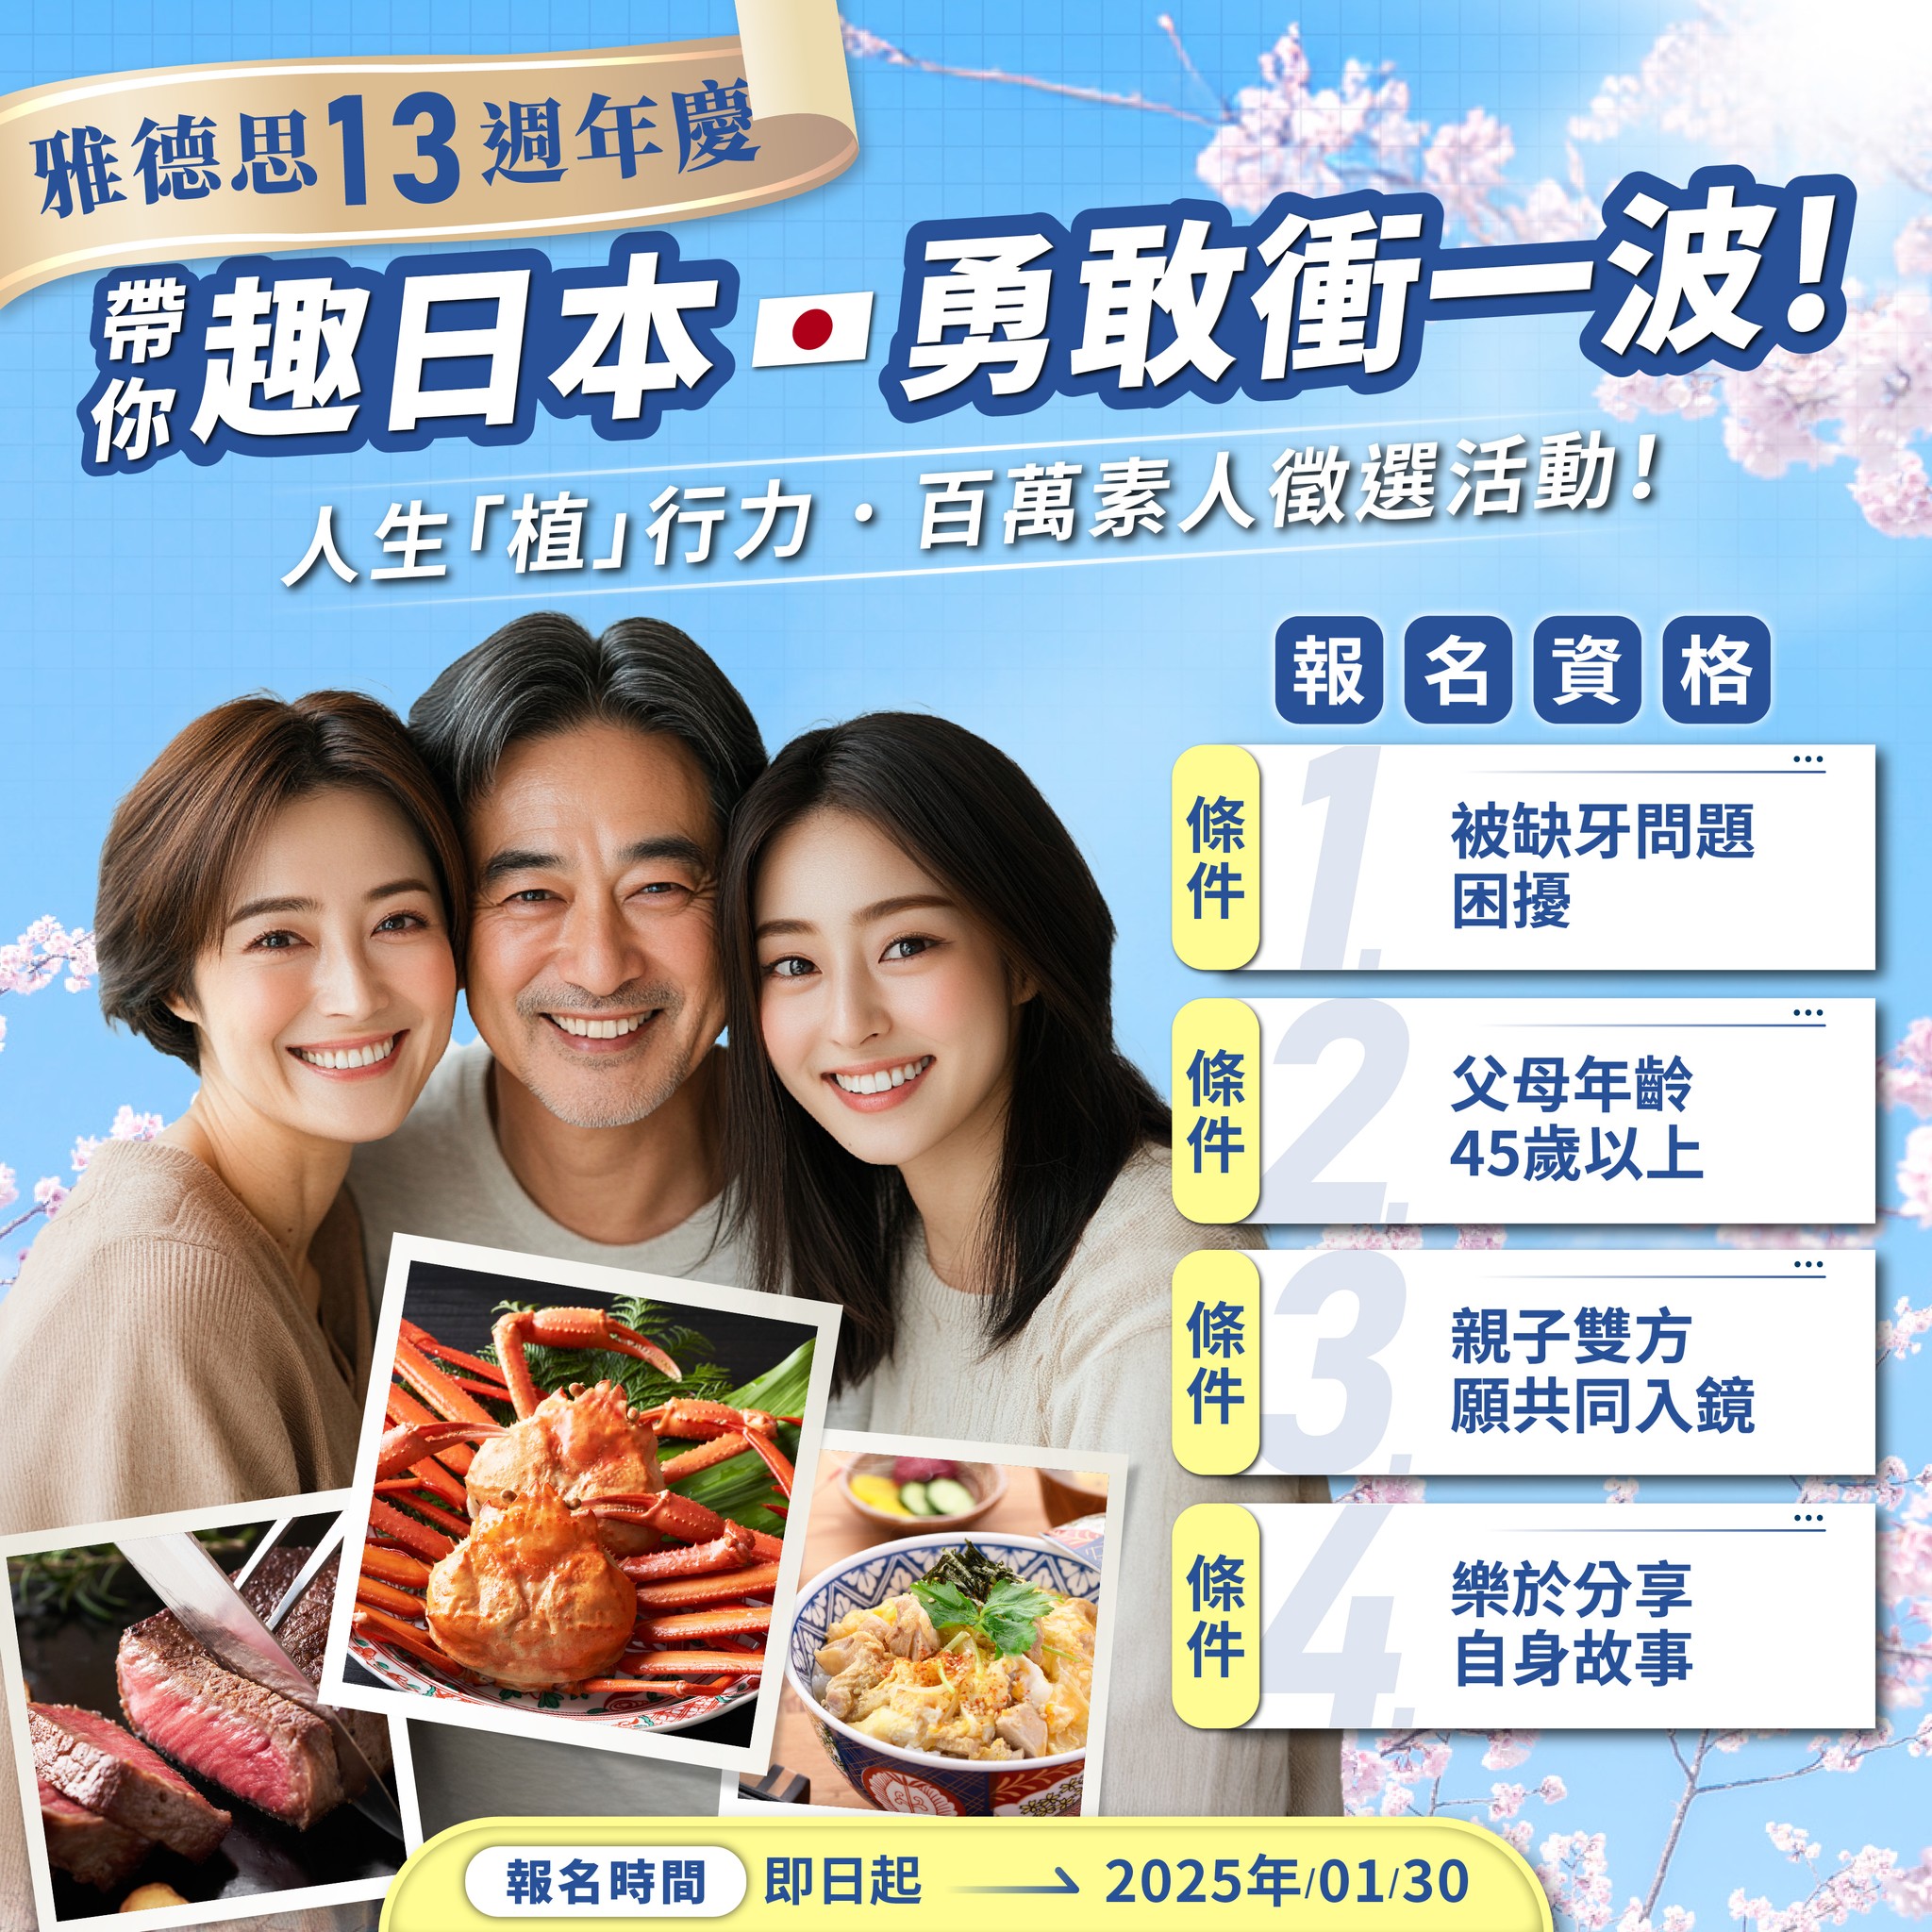 雅德思13週年慶
帶你趣日本勇敢衝一波!
人生「植」行力・百萬素人徵選活動!
報名資格
條件
1.
被缺牙問題
困擾
條件
2.
父母年齡
45歲以上
條件
3.
親子雙方
願共同入鏡
條件
4.
樂於分享
自身故事
報名時間 即日起 2025年/01/30